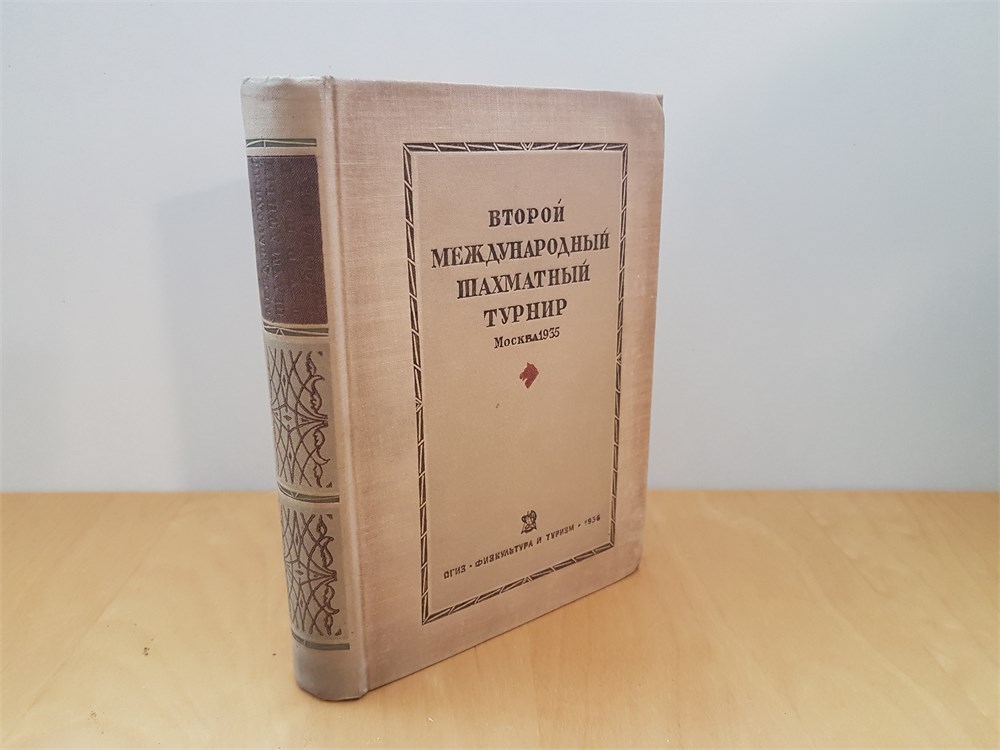 ВТОРОЙ
МЕЖДУНАРОДНЫЙ
ШАХМАТНЫЙ
ТУРНИР
МОСКВА 1935
ОГИЗ • ФИЗКУЛЬТУРА И ТУРИЗМ • 1936